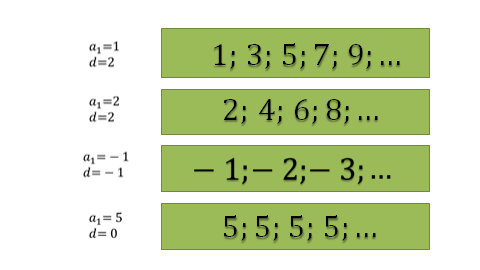 a₁=1
d=2
1; 3; 5; 7; 9; ...
a₁=2
d=2
2; 4; 6; 8; ...
a₁= − 1
d= − 1
− 1;− 2;− 3; ...
a₁= 5
d= 0
5; 5; 5; 5; ...